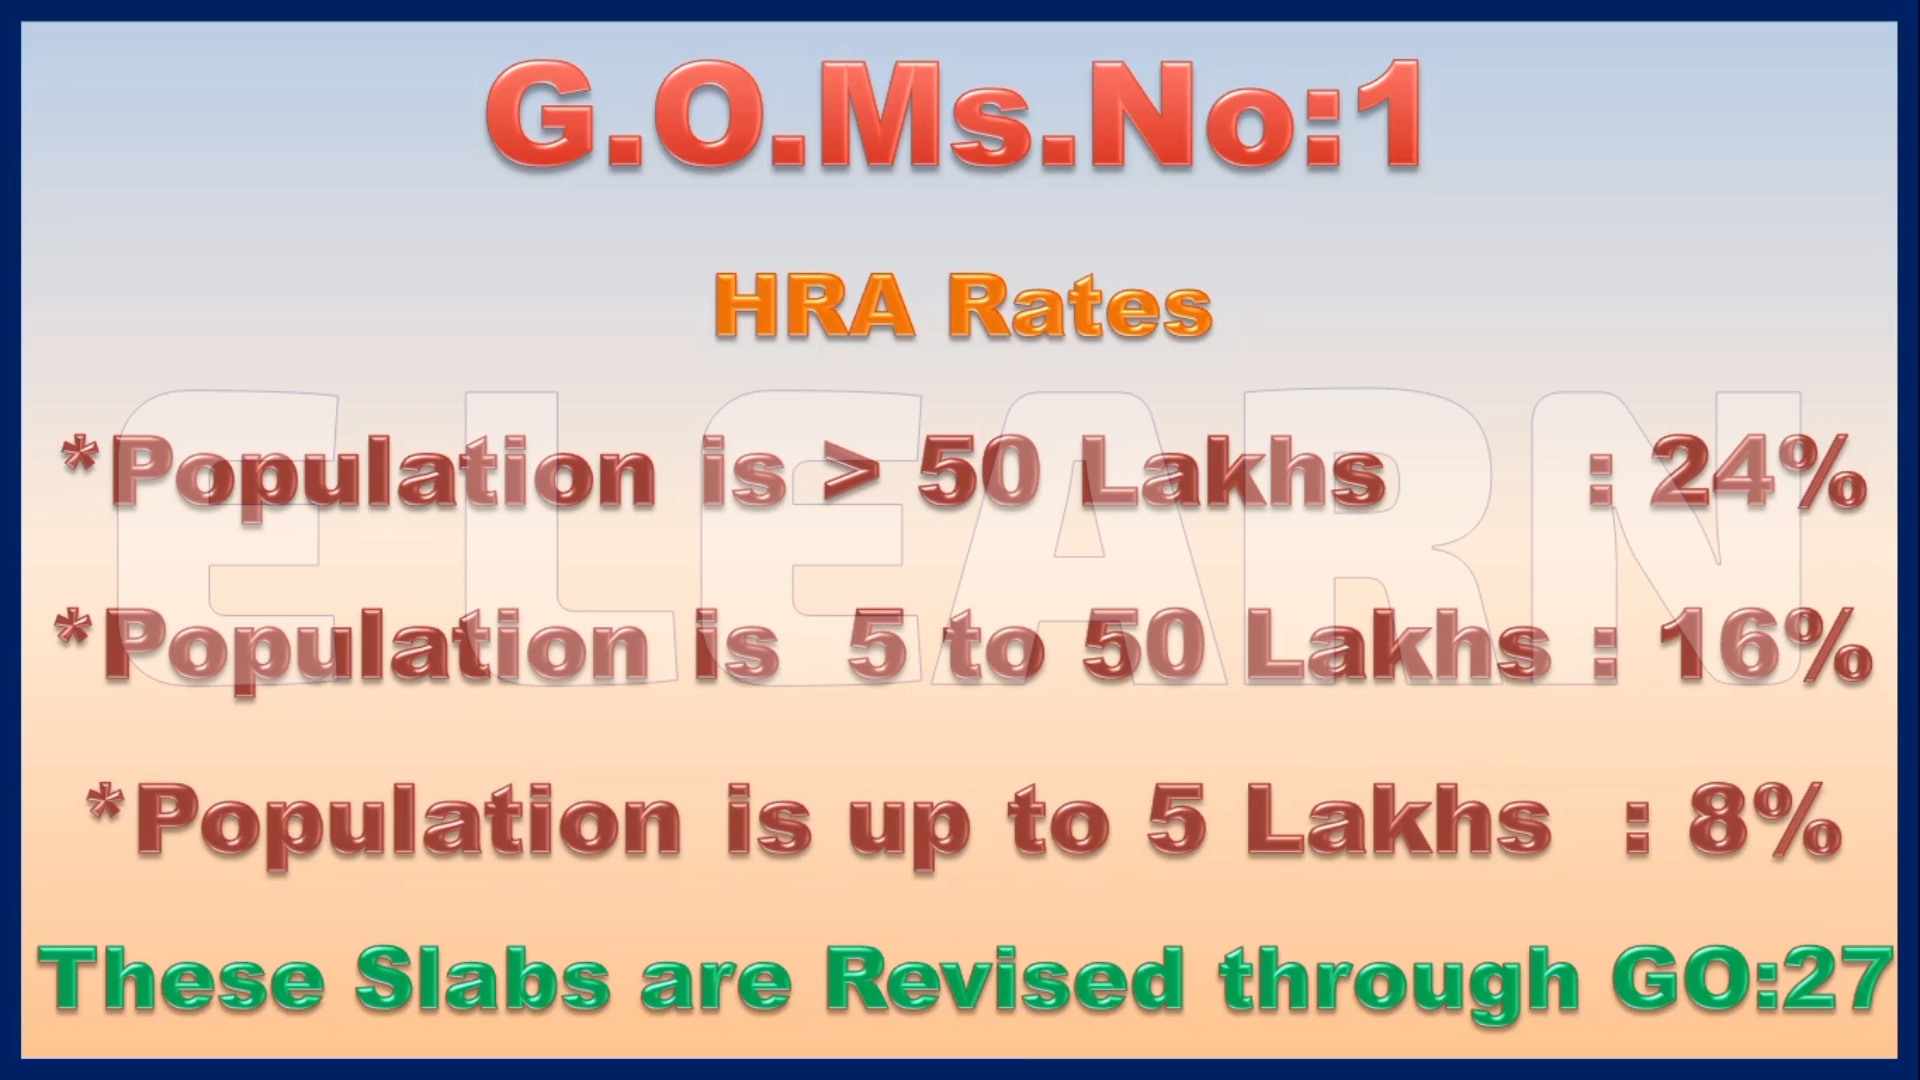 G.O.Ms.No:1
HRA Rates
*Population is > 50 Lakhs : 24%
*Population is 5 to 50 Lakhs : 16%
*Population is up to 5 Lakhs : 8%
These Slabs are Revised through GO:27
E LEARN